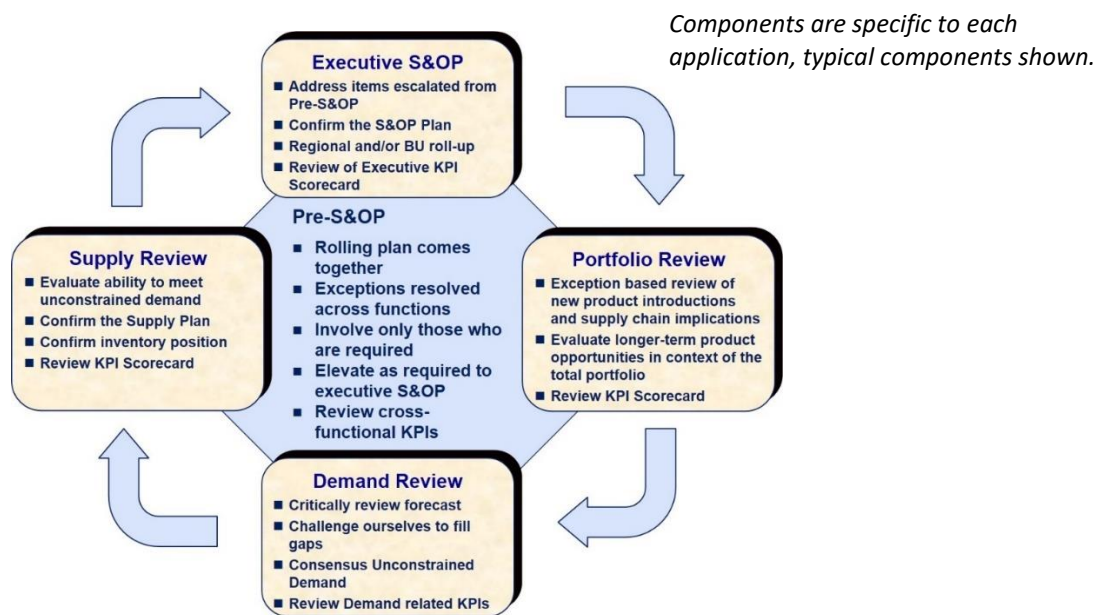 Components are specific to each
application, typical components shown.
Executive S&OP
■ Address items escalated from
Pre-S&OP
■ Confirm the S&OP Plan
■ Regional and/or BU roll-up
■ Review of Executive KPI
Scorecard
Pre-S&OP
■ Rolling plan comes
together
■ Exceptions resolved
across functions
■ Involve only those who
are required
■ Elevate as required to
executive S&OP
■ Review cross-
functional KPIs
Supply Review
■ Evaluate ability to meet
unconstrained demand
■ Confirm the Supply Plan
■ Confirm inventory position
■ Review KPI Scorecard
Portfolio Review
■ Exception based review of
new product introductions
and supply chain implications
■ Evaluate longer-term product
opportunities in context of the
total portfolio
■ Review KPI Scorecard
Demand Review
■ Critically review forecast
■ Challenge ourselves to fill
gaps
■ Consensus Unconstrained
Demand
■ Review Demand related KPIs